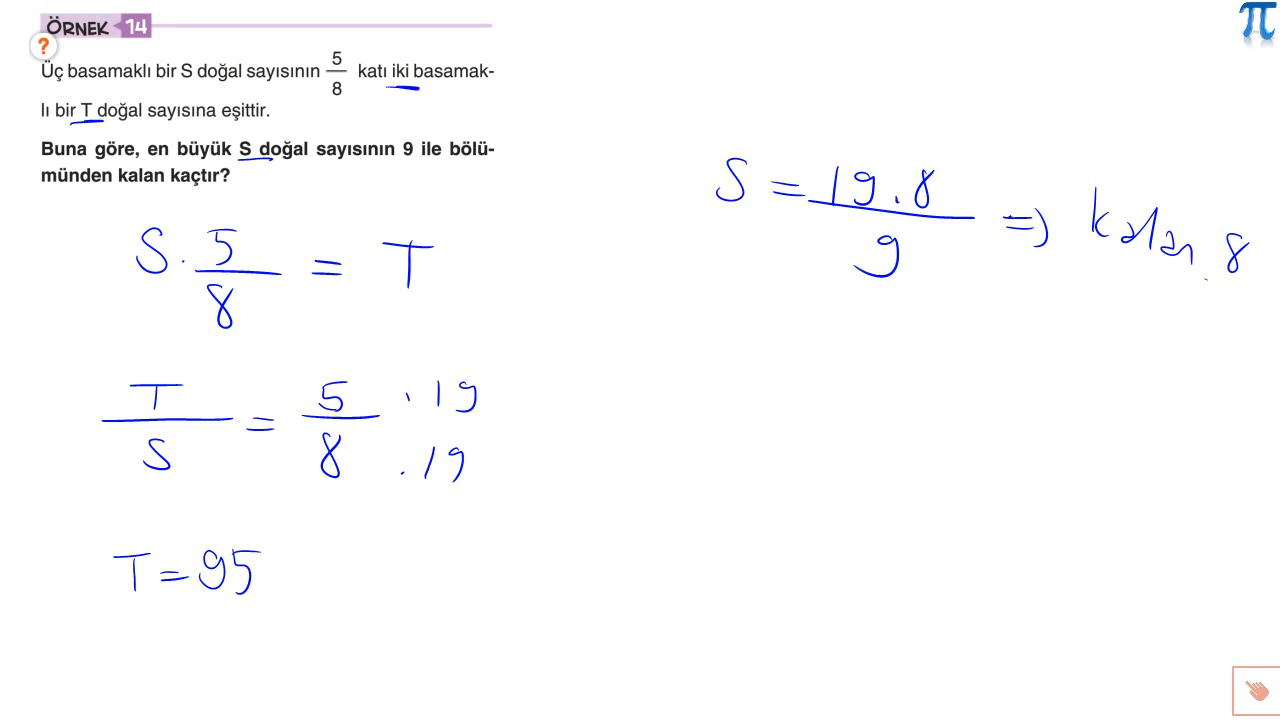 ÖRNEK 14
?
Üç basamaklı bir S doğal sayısının 5/8 katı iki basamak-
lı bir T doğal sayısına eşittir.
Buna göre, en büyük S doğal sayısının 9 ile bölü-
münden kalan kaçtır?
S . 5/8 = T
T/S = 5/8 . 19 . 19
T = 95
S = 19.8/9 => kalan 8
π